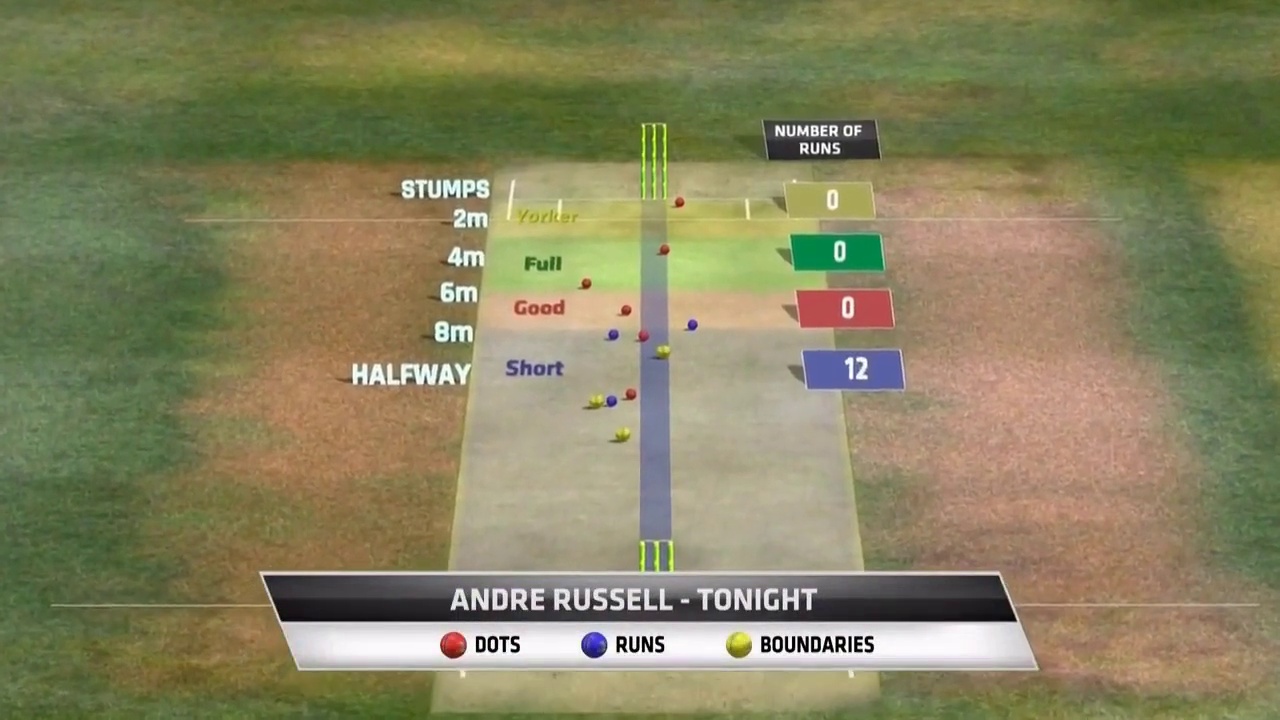 NUMBER OF
RUNS
STUMPS
0
2m
Yorker
4m
Full
0
6m
Good
0
8m
HALFWAY
Short
12
ANDRE RUSSELL - TONIGHT
DOTS
RUNS
BOUNDARIES